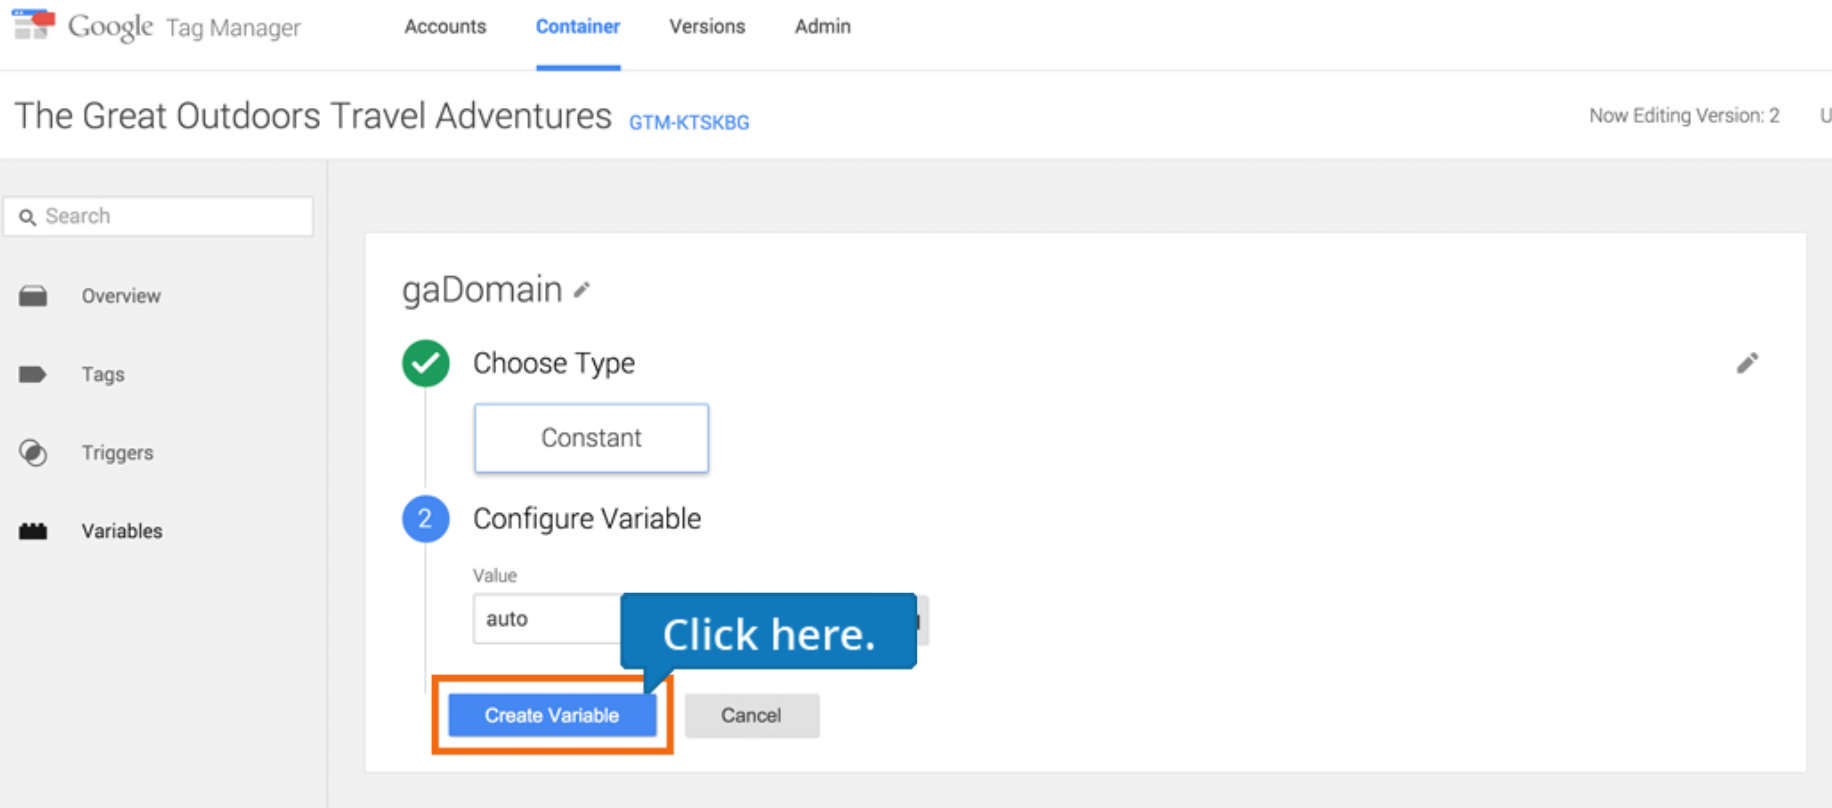 Google Tag Manager
Accounts
Container
Versions
Admin
The Great Outdoors Travel Adventures GTM-KTSKBG
Now Editing Version: 2
U
Search
Overview
Tags
Triggers
Variables
gaDomain
Choose Type
Constant
2 Configure Variable
Value
auto
Click here.
Create Variable
Cancel